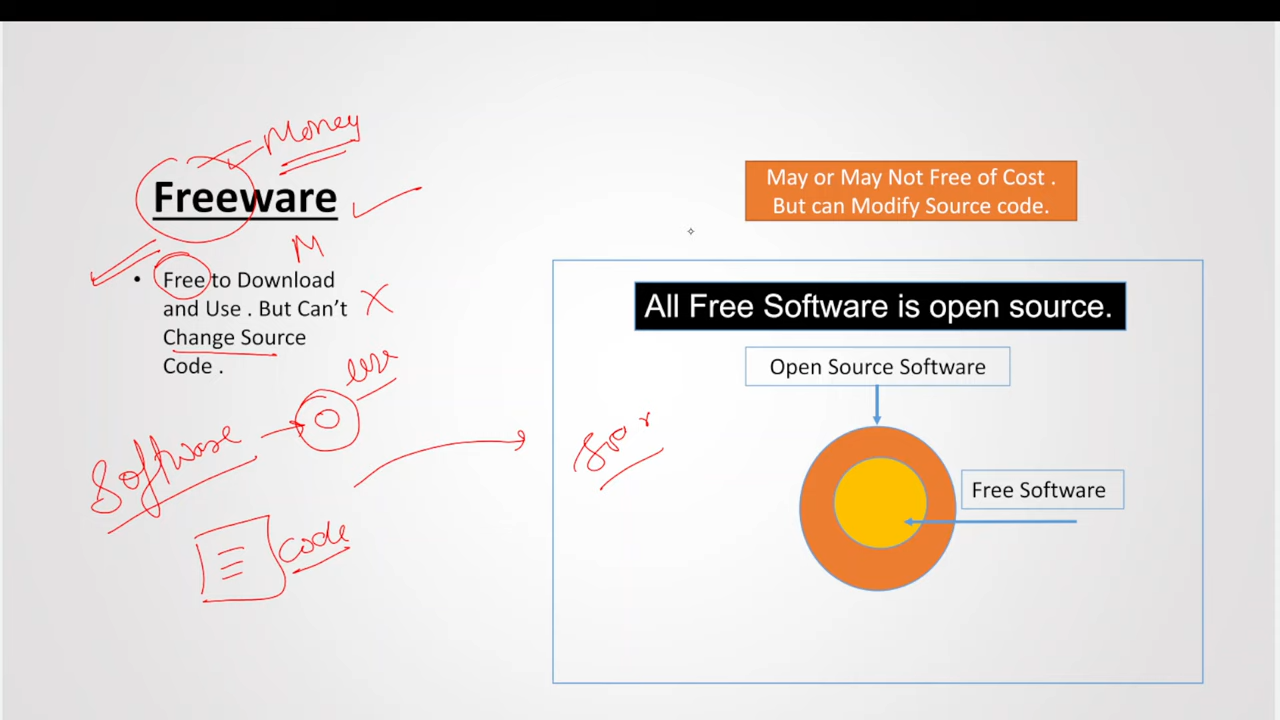 Money
Freeware
M
• Free to Download
and Use . But Can't
Change Source
Code .
use
Software
code
May or May Not Free of Cost .
But can Modify Source code.
All Free Software is open source.
Open Source Software
Free Software